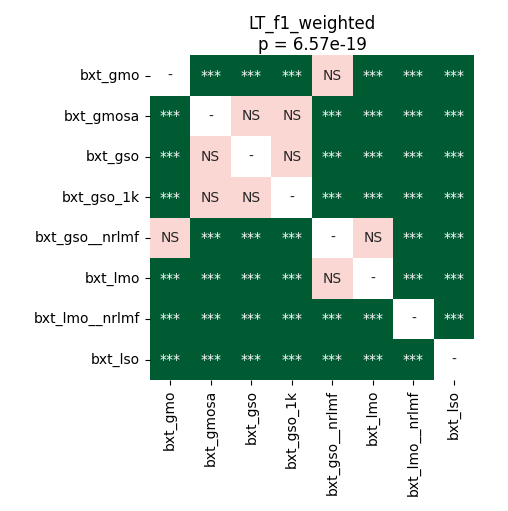 LT_f1_weighted
p = 6.57e-19
bxt_gmo - *** *** *** NS *** *** ***
bxt_gmosa *** - NS NS *** *** *** ***
bxt_gso *** NS - NS *** *** *** ***
bxt_gso_1k *** NS NS - *** *** *** ***
bxt_gso__nrlmf NS *** *** *** - NS *** ***
bxt_lmo *** *** *** *** NS - *** ***
bxt_lmo__nrlmf *** *** *** *** *** *** - ***
bxt_lso *** *** *** *** *** *** *** -
bxt_gmo
bxt_gmosa
bxt_gso
bxt_gso_1k
bxt_gso__nrlmf
bxt_lmo
bxt_lmo__nrlmf
bxt_lso